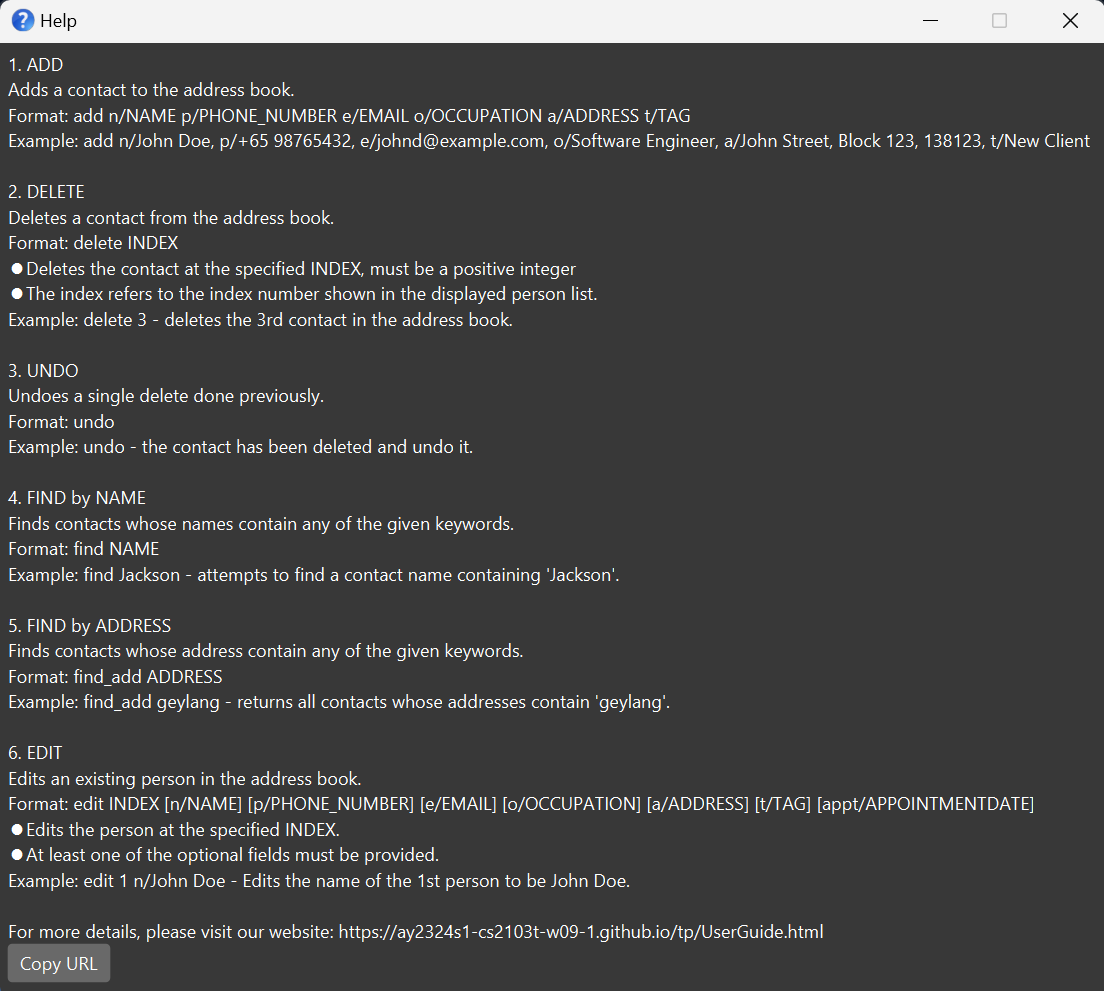 Help
1. ADD
Adds a contact to the address book.
Format: add n/NAME p/PHONE_NUMBER e/EMAIL o/OCCUPATION a/ADDRESS t/TAG
Example: add n/John Doe, p/+65 98765432, e/johnd@example.com, o/Software Engineer, a/John Street, Block 123, 138123, t/New Client
2. DELETE
Deletes a contact from the address book.
Format: delete INDEX
●Deletes the contact at the specified INDEX, must be a positive integer
●The index refers to the index number shown in the displayed person list.
Example: delete 3 - deletes the 3rd contact in the address book.
3. UNDO
Undoes a single delete done previously.
Format: undo
Example: undo - the contact has been deleted and undo it.
4. FIND by NAME
Finds contacts whose names contain any of the given keywords.
Format: find NAME
Example: find Jackson - attempts to find a contact name containing 'Jackson'.
5. FIND by ADDRESS
Finds contacts whose address contain any of the given keywords.
Format: find_add ADDRESS
Example: find_add geylang - returns all contacts whose addresses contain 'geylang'.
6. EDIT
Edits an existing person in the address book.
Format: edit INDEX [n/NAME] [p/PHONE_NUMBER] [e/EMAIL] [o/OCCUPATION] [a/ADDRESS] [t/TAG] [appt/APPOINTMENTDATE]
●Edits the person at the specified INDEX.
●At least one of the optional fields must be provided.
Example: edit 1 n/John Doe - Edits the name of the 1st person to be John Doe.
For more details, please visit our website: https://ay2324s1-cs2103t-w09-1.github.io/tp/UserGuide.html
Copy URL